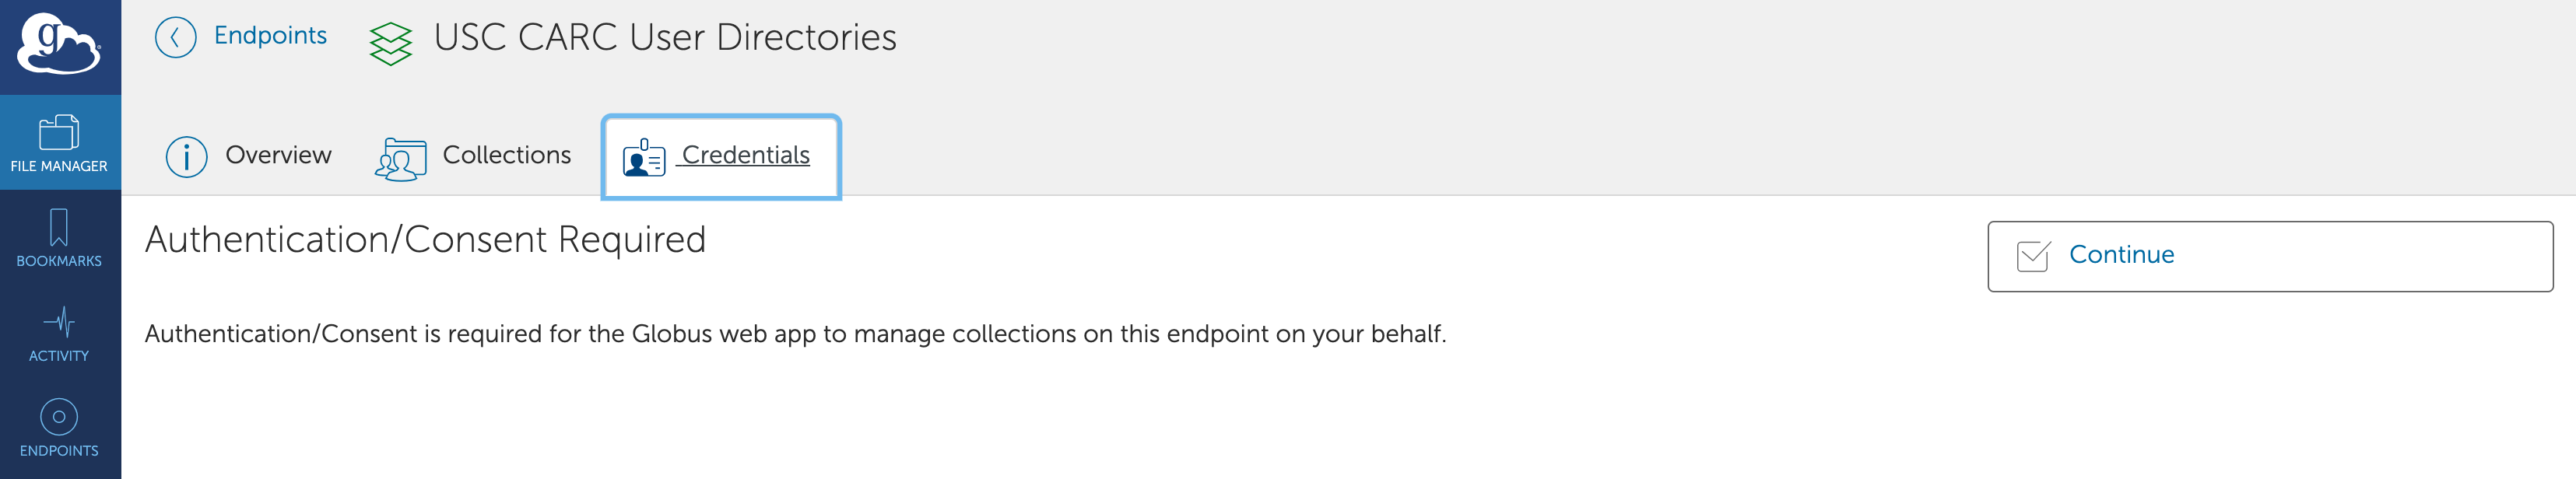 g
Endpoints
USC CARC User Directories
FILE MANAGER
Overview
Collections
Credentials
Authentication/Consent Required
Continue
BOOKMARKS
Authentication/Consent is required for the Globus web app to manage collections on this endpoint on your behalf.
ACTIVITY
ENDPOINTS